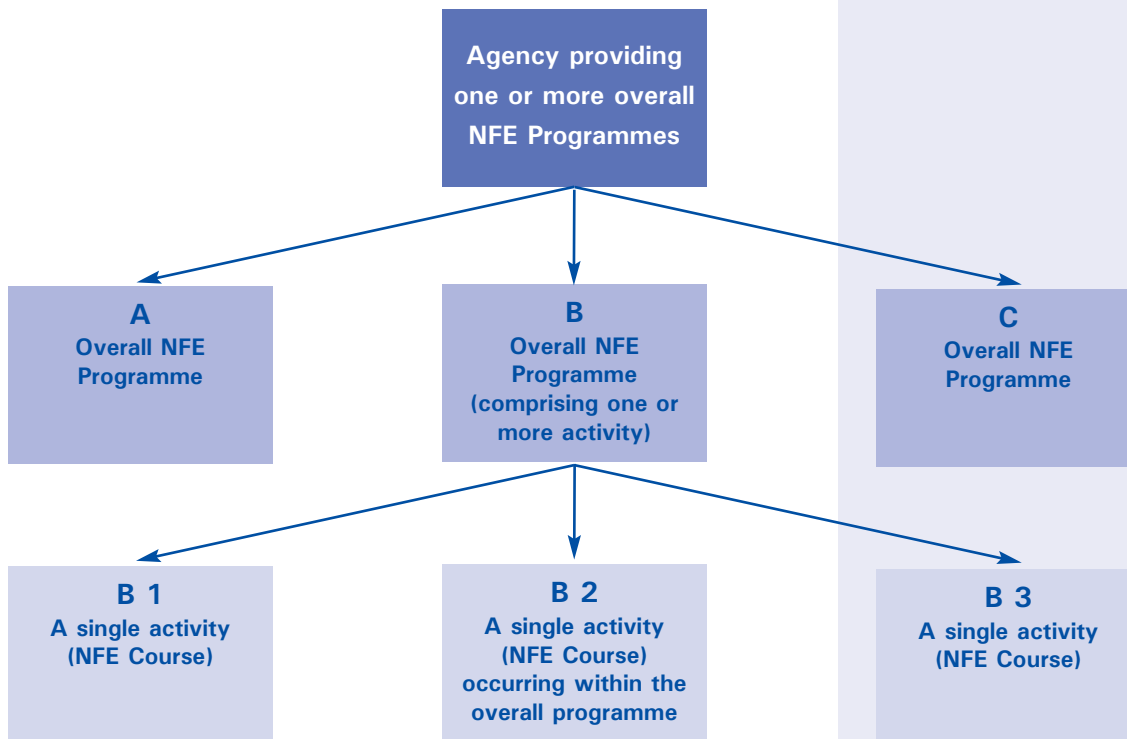 Agency providing
one or more overall
NFE Programmes
A
Overall NFE
Programme
B
Overall NFE
Programme
(comprising one or
more activity)
C
Overall NFE
Programme
B 1
A single activity
(NFE Course)
B 2
A single activity
(NFE Course)
occurring within the
overall programme
B 3
A single activity
(NFE Course)